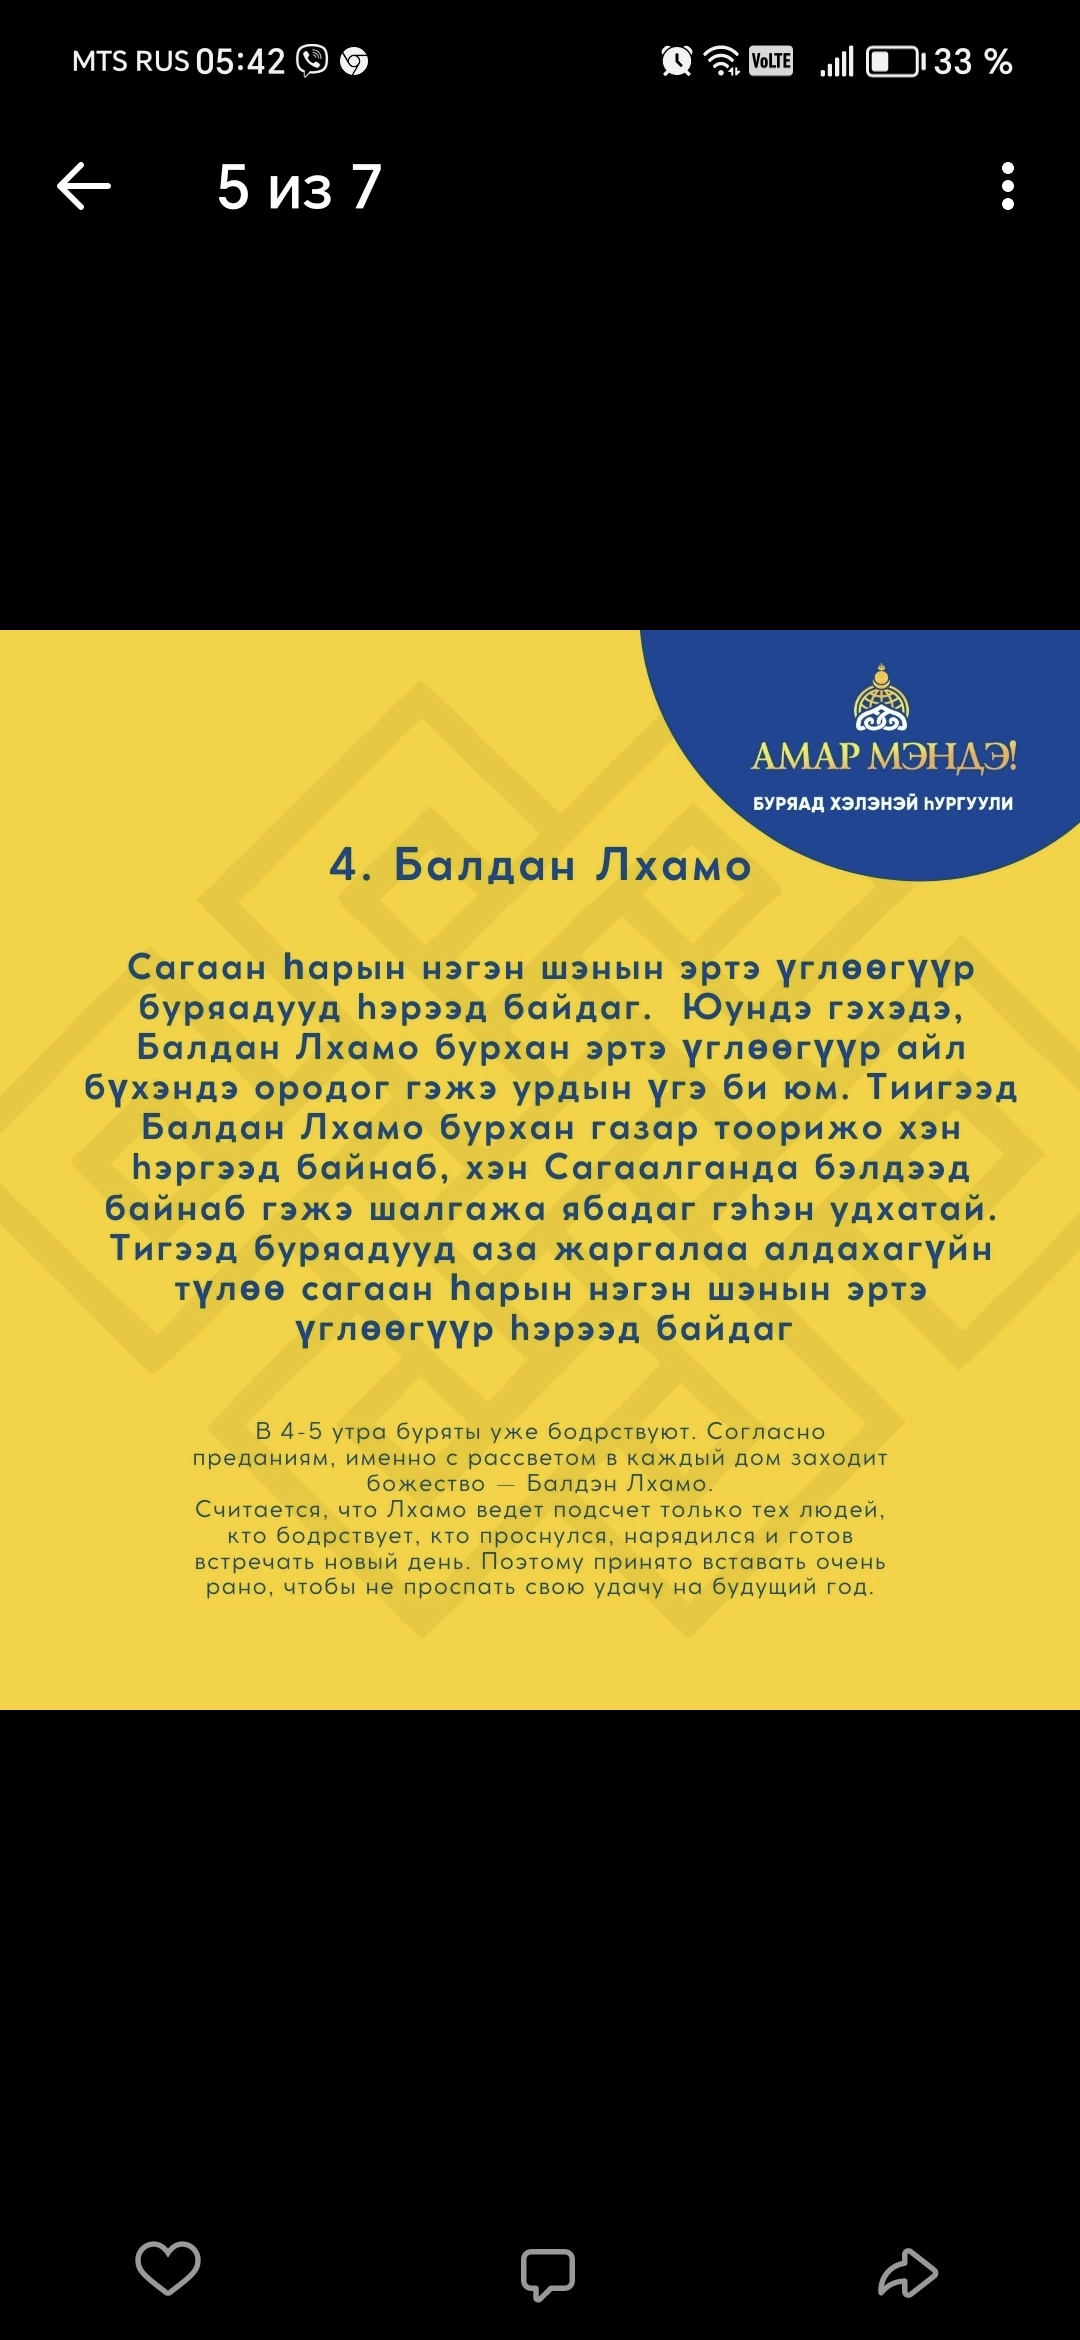 MTS RUS 05:42 VoLTE 33 %
5 из 7
АМАР МЭНДЭ!
БУРЯАД ХЭЛЭНЭЙ һУРГУУЛИ
4. Балдан Лхамо
Сагаан һарын нэгэн шэнын эртэ үглөөгүүр
буряадууд һэрээд байдаг. Юундэ гэхэдэ,
Балдан Лхамо бурхан эртэ үглөөгүүр айл
бүхэндэ ородог гэжэ урдын үгэ би юм. Тиигээд
Балдан Лхамо бурхан газар тоорижо хэн
һэргээд байнаб, хэн Сагаалганда бэлдээд
байнаб гэжэ шалгажа ябадаг гэһэн удхатай.
Тигээд буряадууд аза жаргалаа алдахагүйн
түлөө сагаан һарын нэгэн шэнын эртэ
үглөөгүүр һэрээд байдаг
В 4-5 утра буряты уже бодрствуют. Согласно
преданиям, именно с рассветом в каждый дом заходит
божество — Балдэн Лхамо.
Считается, что Лхамо ведет подсчет только тех людей,
кто бодрствует, кто проснулся, нарядился и готов
встречать новый день. Поэтому принято вставать очень
рано, чтобы не проспать свою удачу на будущий год.